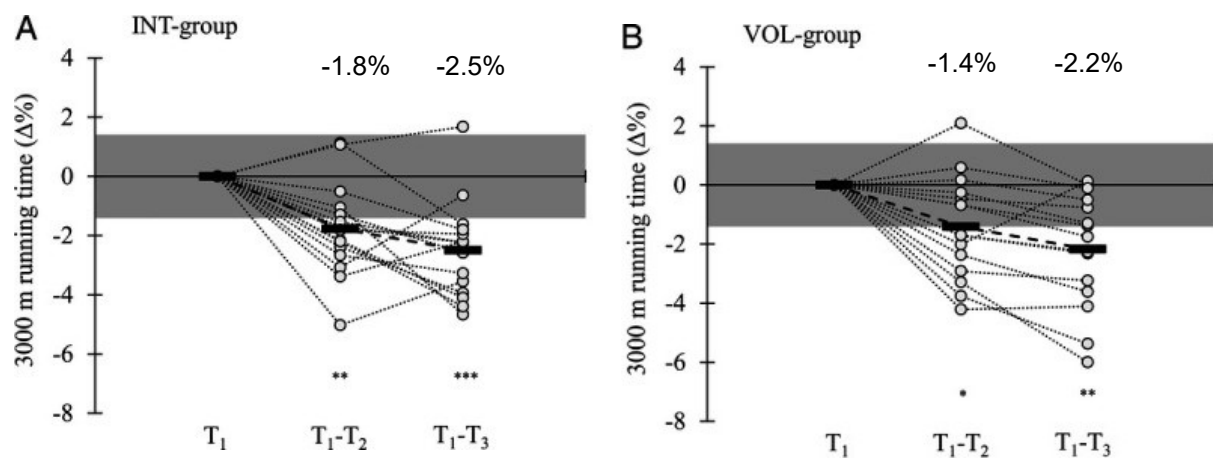 A
INT-group
-1.8%
-2.5%
3000 m running time (Δ%)
4
2
0
-2
-4
-6
-8
**
***
T₁
T₁-T₂
T₁-T₃
B
VOL-group
-1.4%
-2.2%
3000 m running time (Δ%)
4
2
0
-2
-4
-6
-8
*
**
T₁
T₁-T₂
T₁-T₃